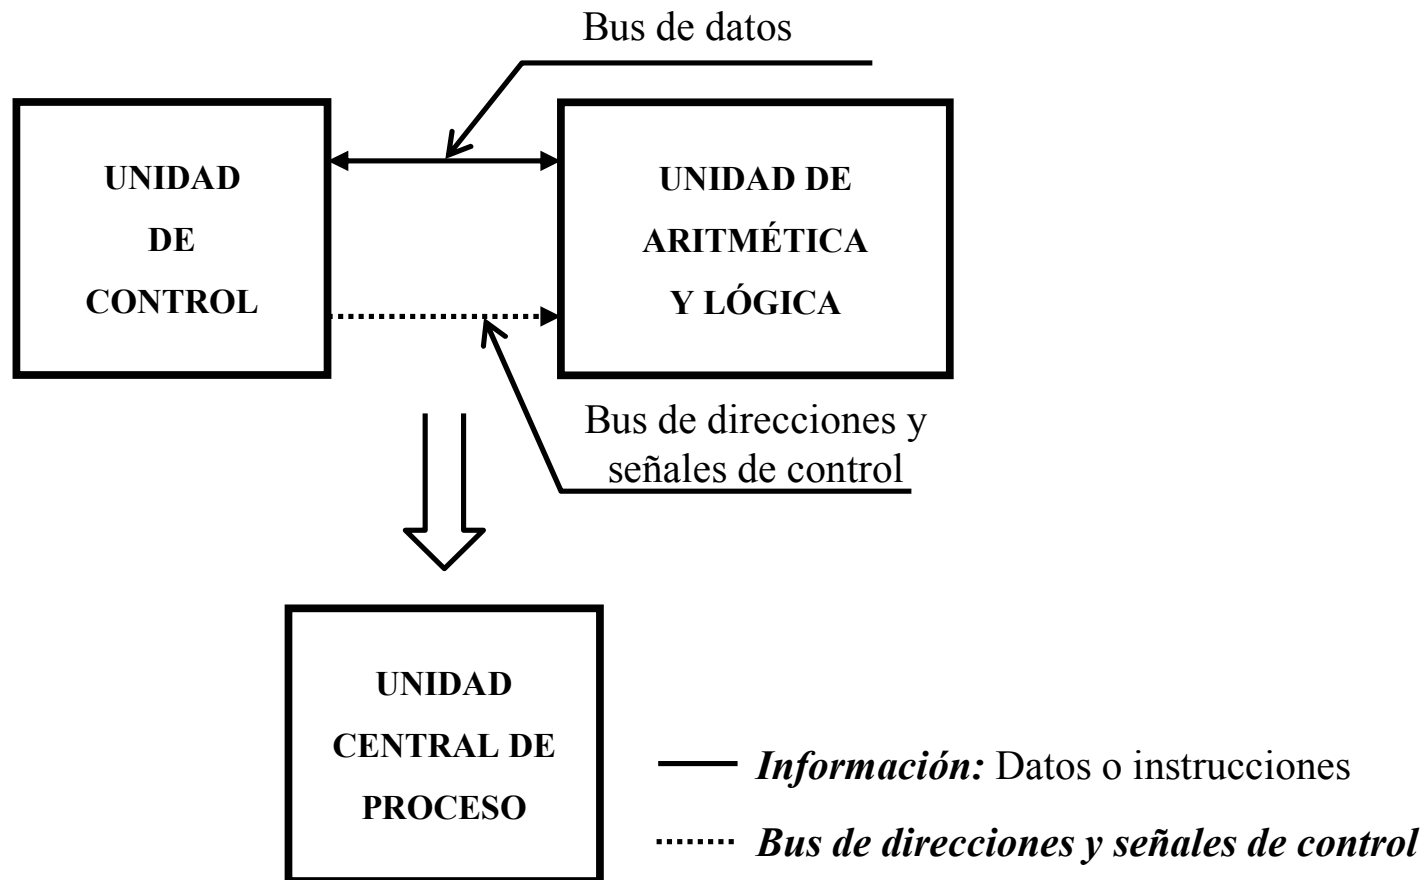 Bus de datos
UNIDAD
DE
CONTROL
UNIDAD DE
ARITMÉTICA
Y LÓGICA
Bus de direcciones y
señales de control
UNIDAD
CENTRAL DE
PROCESO
Información: Datos o instrucciones
Bus de direcciones y señales de control